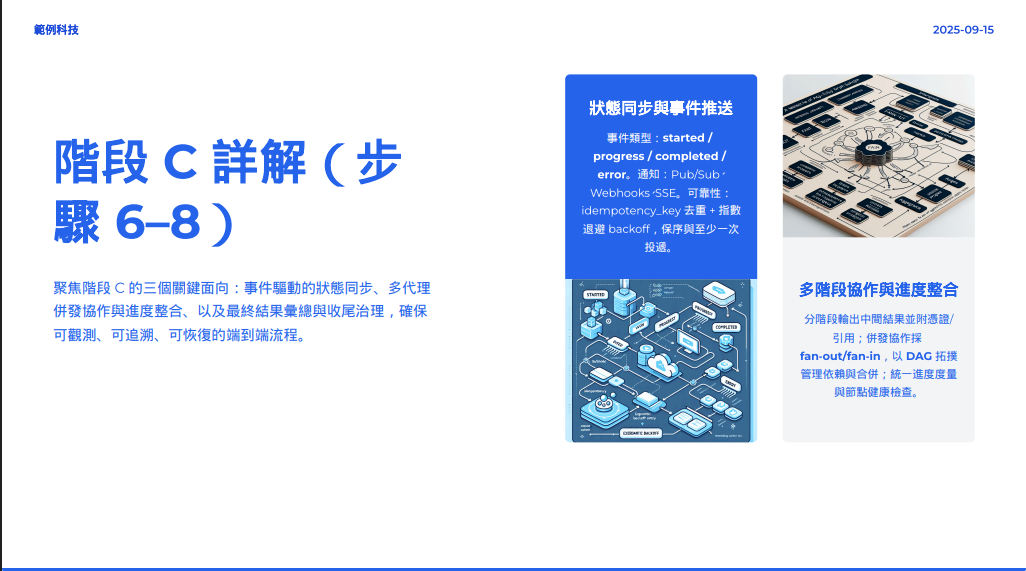 範例科技
2025-09-15
階段 C 詳解（步
驟 6–8）
聚焦階段 C 的三個關鍵面向：事件驅動的狀態同步、多代理
併發協作與進度整合、以及最終結果彙總與收尾治理，確保
可觀測、可追溯、可恢復的端到端流程。
狀態同步與事件推送
事件類型：started /
progress / completed /
error。通知：Pub/Sub、
Webhooks、SSE。可靠性：
idempotency_key 去重 + 指數
退避 backoff，保序與至少一次
投遞。
STARTED
PROGRESS
COMPLETED
多階段協作與進度整合
分階段輸出中間結果並附憑證/
引用；併發協作採
fan-out/fan-in，以 DAG 拓撲
管理依賴與合併；統一進度度量
與節點健康檢查。